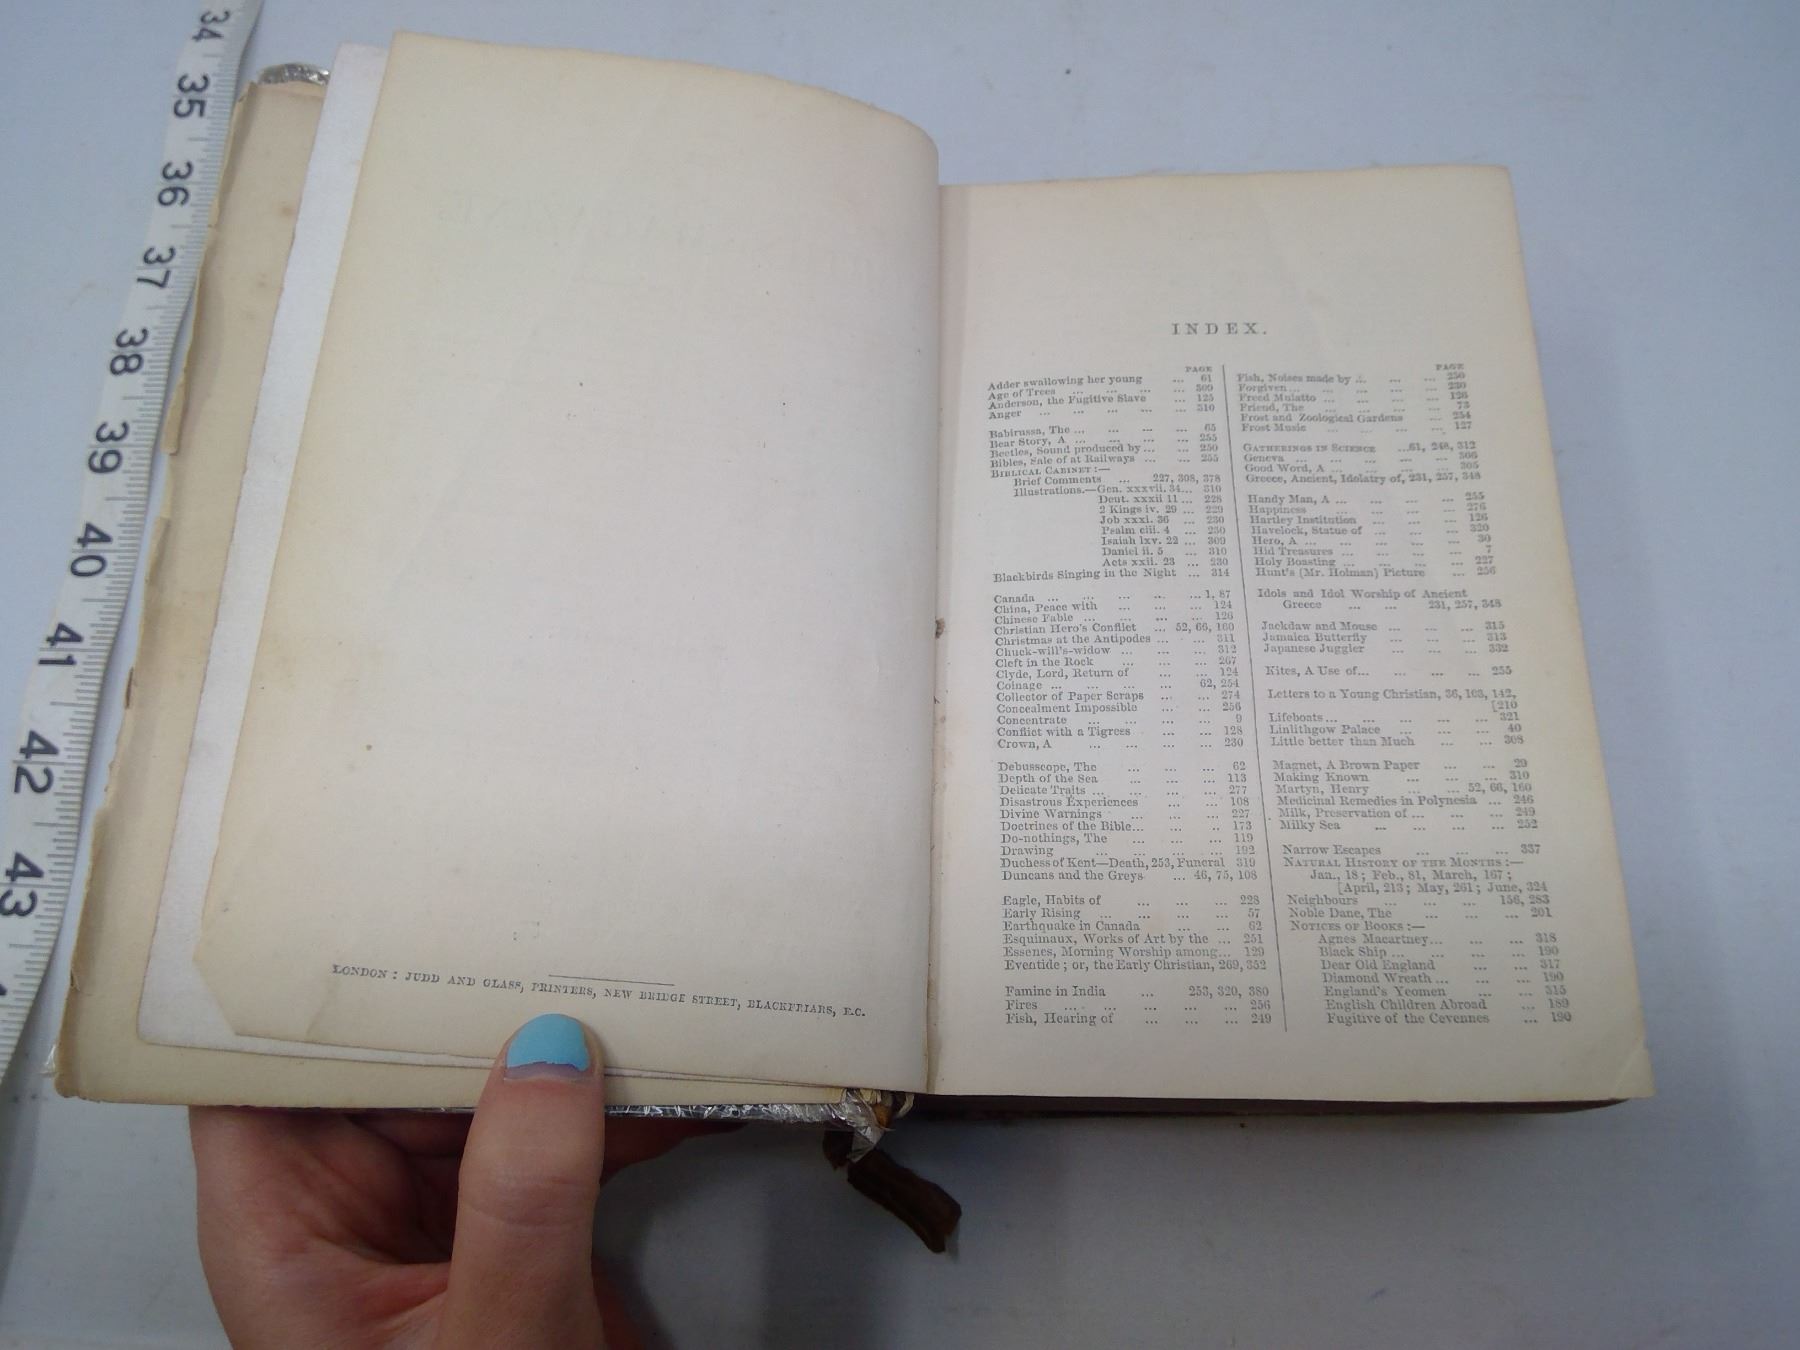 34
35
36
37
38
39
40
41
42
43
LONDON: JUDD AND GLASS, PRINTERS, NEW BRIDGE STREET, BLACKFRIARS, E.C.
INDEX.
PAGE
Adder swallowing her young ... 61
Age of Trees ... ... ... ... 309
Anderson, the Fugitive Slave ... 125
Anger ... ... ... ... ... 310
Babirussa, The ... ... ... ... 65
Bear Story, A ... ... ... ... 255
Beetles, Sound produced by ... ... 250
Bibles, Sale of at Railways ... ... 255
BIBLICAL CABINET:—
Brief Comments ... 227, 308, 378
Illustrations.—Gen. xxxvii. 34... 310
Deut. xxxii 11 ... 228
2 Kings iv. 29 ... 229
Job xxxi. 36 ... 230
Psalm ciii. 4 ... 230
Isaiah lxv. 22 ... 309
Daniel ii. 5 ... 310
Acts xxii. 23 ... 230
Blackbirds Singing in the Night ... 314
Canada ... ... ... ... ... 1, 87
China, Peace with ... ... ... 124
Chinese Fable ... ... ... ... 126
Christian Hero's Conflict ... 52, 66, 160
Christmas at the Antipodes ... ... 311
Chuck-will's-widow ... ... ... 312
Cleft in the Rock ... ... ... 267
Clyde, Lord, Return of ... ... 124
Coinage ... ... ... ... 62, 254
Collector of Paper Scraps ... ... 274
Concealment Impossible ... ... 256
Concentrate ... ... ... ... 9
Conflict with a Tigress ... ... 128
Crown, A ... ... ... ... 230
Debusscope, The ... ... ... 62
Depth of the Sea ... ... ... 113
Delicate Traits ... ... ... ... 277
Disastrous Experiences ... ... 108
Divine Warnings ... ... ... 227
Doctrines of the Bible... ... .. 173
Do-nothings, The ... ... ... 119
Drawing ... ... ... ... 192
Duchess of Kent—Death, 253, Funeral 319
Duncans and the Greys ... 46, 75, 108
Eagle, Habits of ... ... ... 228
Early Rising ... ... ... ... 57
Earthquake in Canada ... ... 62
Esquimaux, Works of Art by the ... 251
Essenes, Morning Worship among... ... 129
Eventide; or, the Early Christian, 269, 352
Famine in India ... 253, 320, 380
Fires ... ... ... ... ... 256
Fish, Hearing of ... ... ... 249
PAGE
Fish, Noises made by ... ... ... 250
Forgiven ... ... ... ... ... 230
Freed Mulatto ... ... ... ... 126
Friend, The ... ... ... ... 73
Frost and Zoological Gardens ... 254
Frost Music ... ... ... ... 127
GATHERINGS IN SCIENCE ...61, 248, 312
Geneva ... ... ... ... ... 306
Good Word, A ... ... ... ... 305
Greece, Ancient, Idolatry of, 231, 257, 348
Handy Man, A ... ... ... ... 255
Happiness ... ... ... ... 276
Hartley Institution ... ... ... 126
Havelock, Statue of ... ... ... 320
Hero, A ... ... ... ... ... 30
Hid Treasures ... ... ... ... 7
Holy Boasting ... ... ... ... 227
Hunt's (Mr. Holman) Picture ... 256
Idols and Idol Worship of Ancient
Greece ... ... 231, 257, 348
Jackdaw and Mouse ... ... ... 315
Jamaica Butterfly ... ... ... 313
Japanese Juggler ... ... ... 332
Kites, A Use of... ... ... ... 255
Letters to a Young Christian, 36, 103, 142,
[210
Lifeboats ... ... ... ... ... 321
Linlithgow Palace ... ... ... 40
Little better than Much ... ... 308
Magnet, A Brown Paper ... ... 29
Making Known ... ... ... 310
Martyn, Henry ... ... 52, 66, 160
Medicinal Remedies in Polynesia ... 246
Milk, Preservation of ... ... ... 249
Milky Sea ... ... ... ... 252
Narrow Escapes ... ... ... 337
NATURAL HISTORY OF THE MONTHS:—
Jan., 18; Feb., 81, March, 167;
[April, 213; May, 261; June, 324
Neighbours ... ... ... 156, 283
Noble Dane, The ... ... ... 201
NOTICES OF BOOKS:—
Agnes Macartney... ... ... 318
Black Ship ... ... ... ... 190
Dear Old England ... ... 317
Diamond Wreath ... ... ... 190
England's Yeomen ... ... 315
English Children Abroad ... 189
Fugitive of the Cevennes ... 190